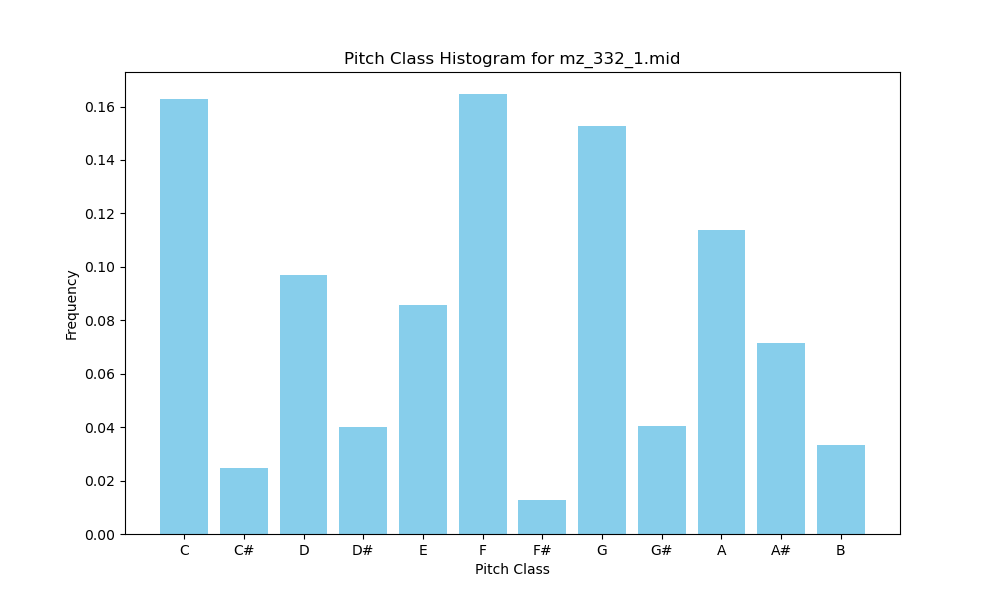 Pitch Class Histogram for mz_332_1.mid
0.16
0.14
0.12
0.10
0.08
0.06
0.04
0.02
0.00
Frequency
C C# D D# E F F# G G# A A# B
Pitch Class